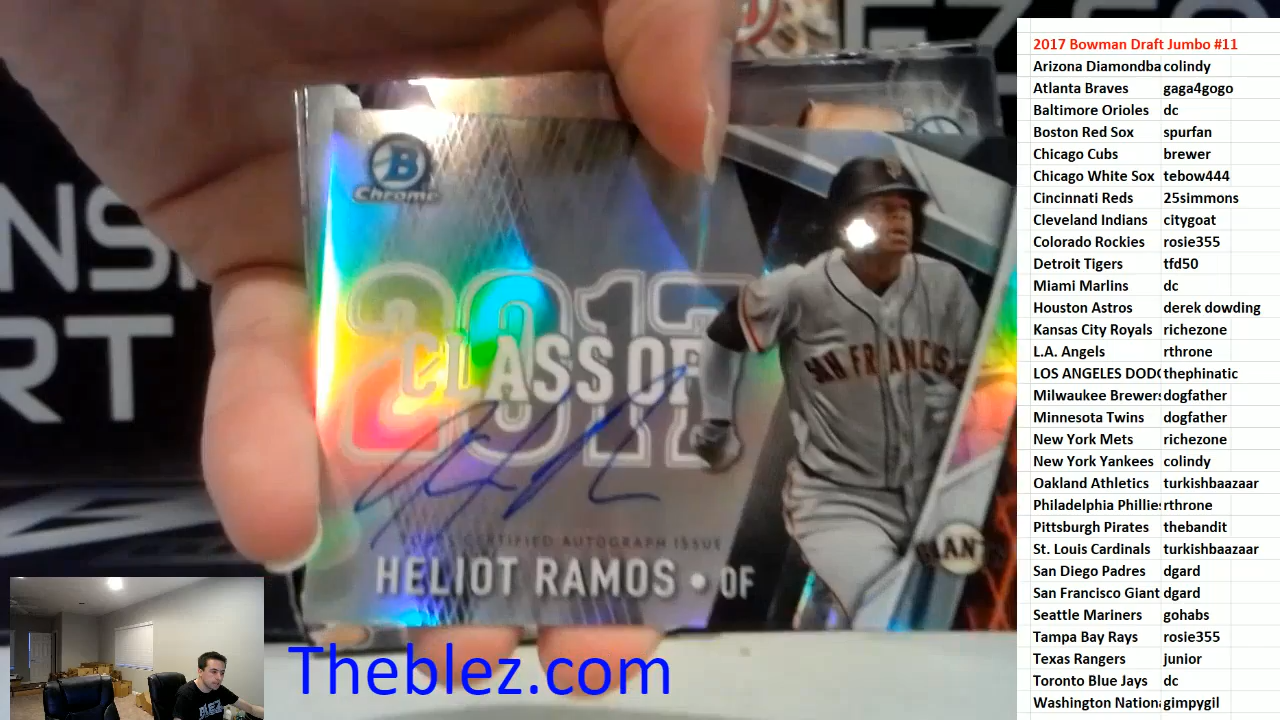 B
Chrome
2017
CLASS OF
TOPPS CERTIFIED AUTOGRAPH ISSUE
HELIOT RAMOS • OF
SAN FRANCISCO
GIANTS
Theblez.com
2017 Bowman Draft Jumbo #11
Arizona Diamondba colindy
Atlanta Braves gaga4gogo
Baltimore Orioles dc
Boston Red Sox spurfan
Chicago Cubs brewer
Chicago White Sox tebow444
Cincinnati Reds 25simmons
Cleveland Indians citygoat
Colorado Rockies rosie355
Detroit Tigers tfd50
Miami Marlins dc
Houston Astros derek dowding
Kansas City Royals richezone
L.A. Angels rthrone
LOS ANGELES DODG thephinatic
Milwaukee Brewers dogfather
Minnesota Twins dogfather
New York Mets richezone
New York Yankees colindy
Oakland Athletics turkishbaazaar
Philadelphia Phillies rthrone
Pittsburgh Pirates thebandit
St. Louis Cardinals turkishbaazaar
San Diego Padres dgard
San Francisco Giant dgard
Seattle Mariners gohabs
Tampa Bay Rays rosie355
Texas Rangers junior
Toronto Blue Jays dc
Washington Nationa gimpygil